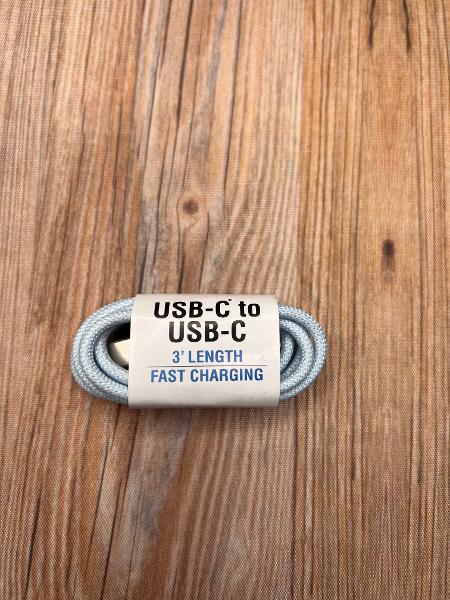 USB-C to
USB-C
3' LENGTH
FAST CHARGING